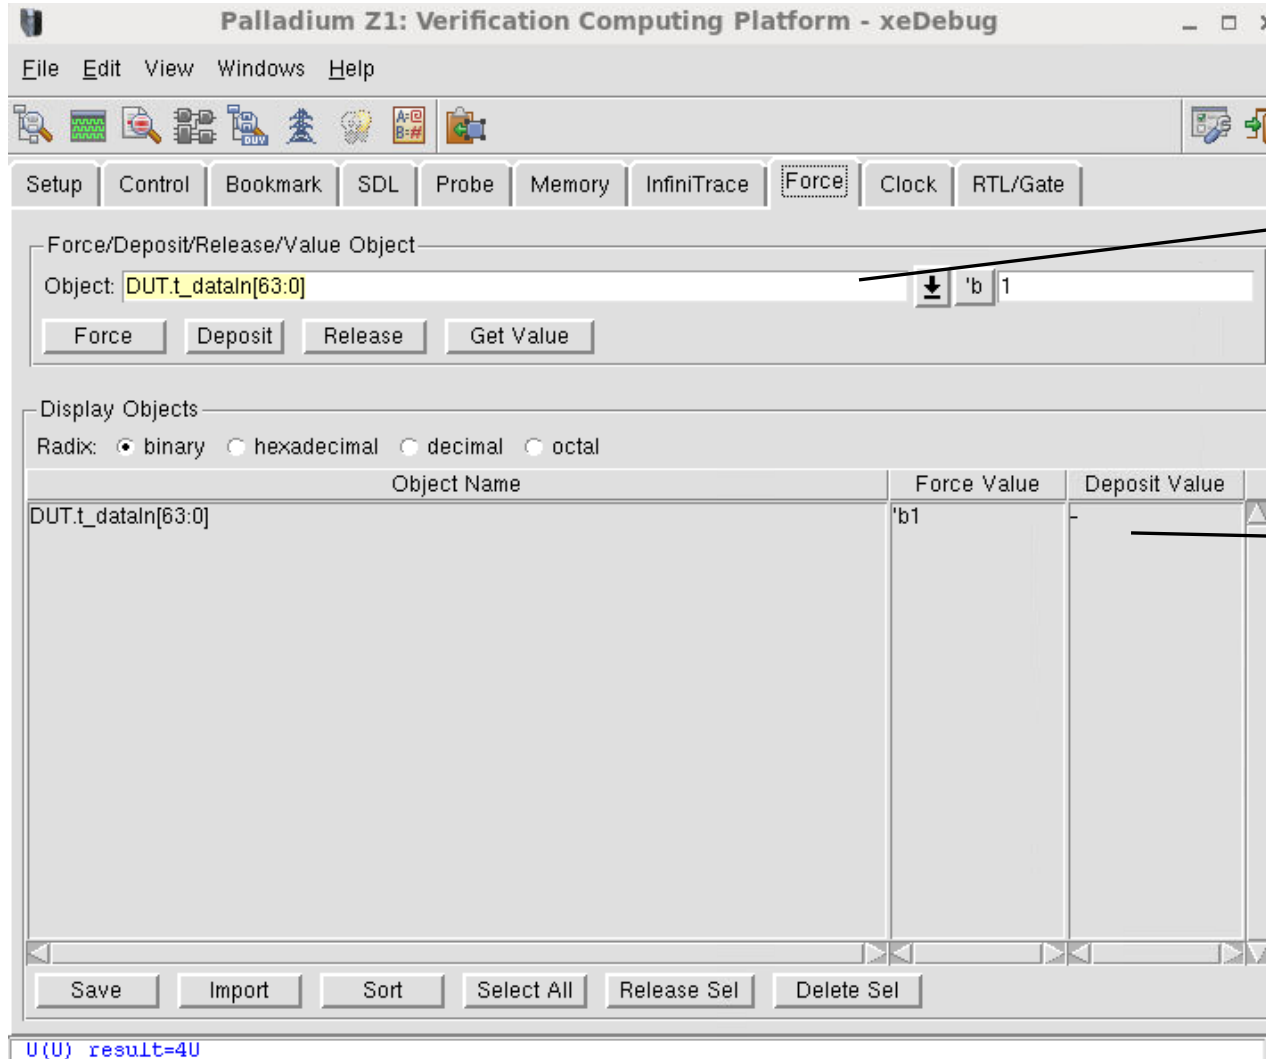 Palladium Z1: Verification Computing Platform - xeDebug
File Edit View Windows Help
DUV
A=@
B=#
Setup Control Bookmark SDL Probe Memory InfiniTrace Force Clock RTL/Gate
Force/Deposit/Release/Value Object
Object: DUT.t_dataIn[63:0] 'b 1
Force Deposit Release Get Value
Display Objects
Radix: binary hexadecimal decimal octal
Object Name Force Value Deposit Value
DUT.t_dataIn[63:0] 'b1 -
Save Import Sort Select All Release Sel Delete Sel
result=4U